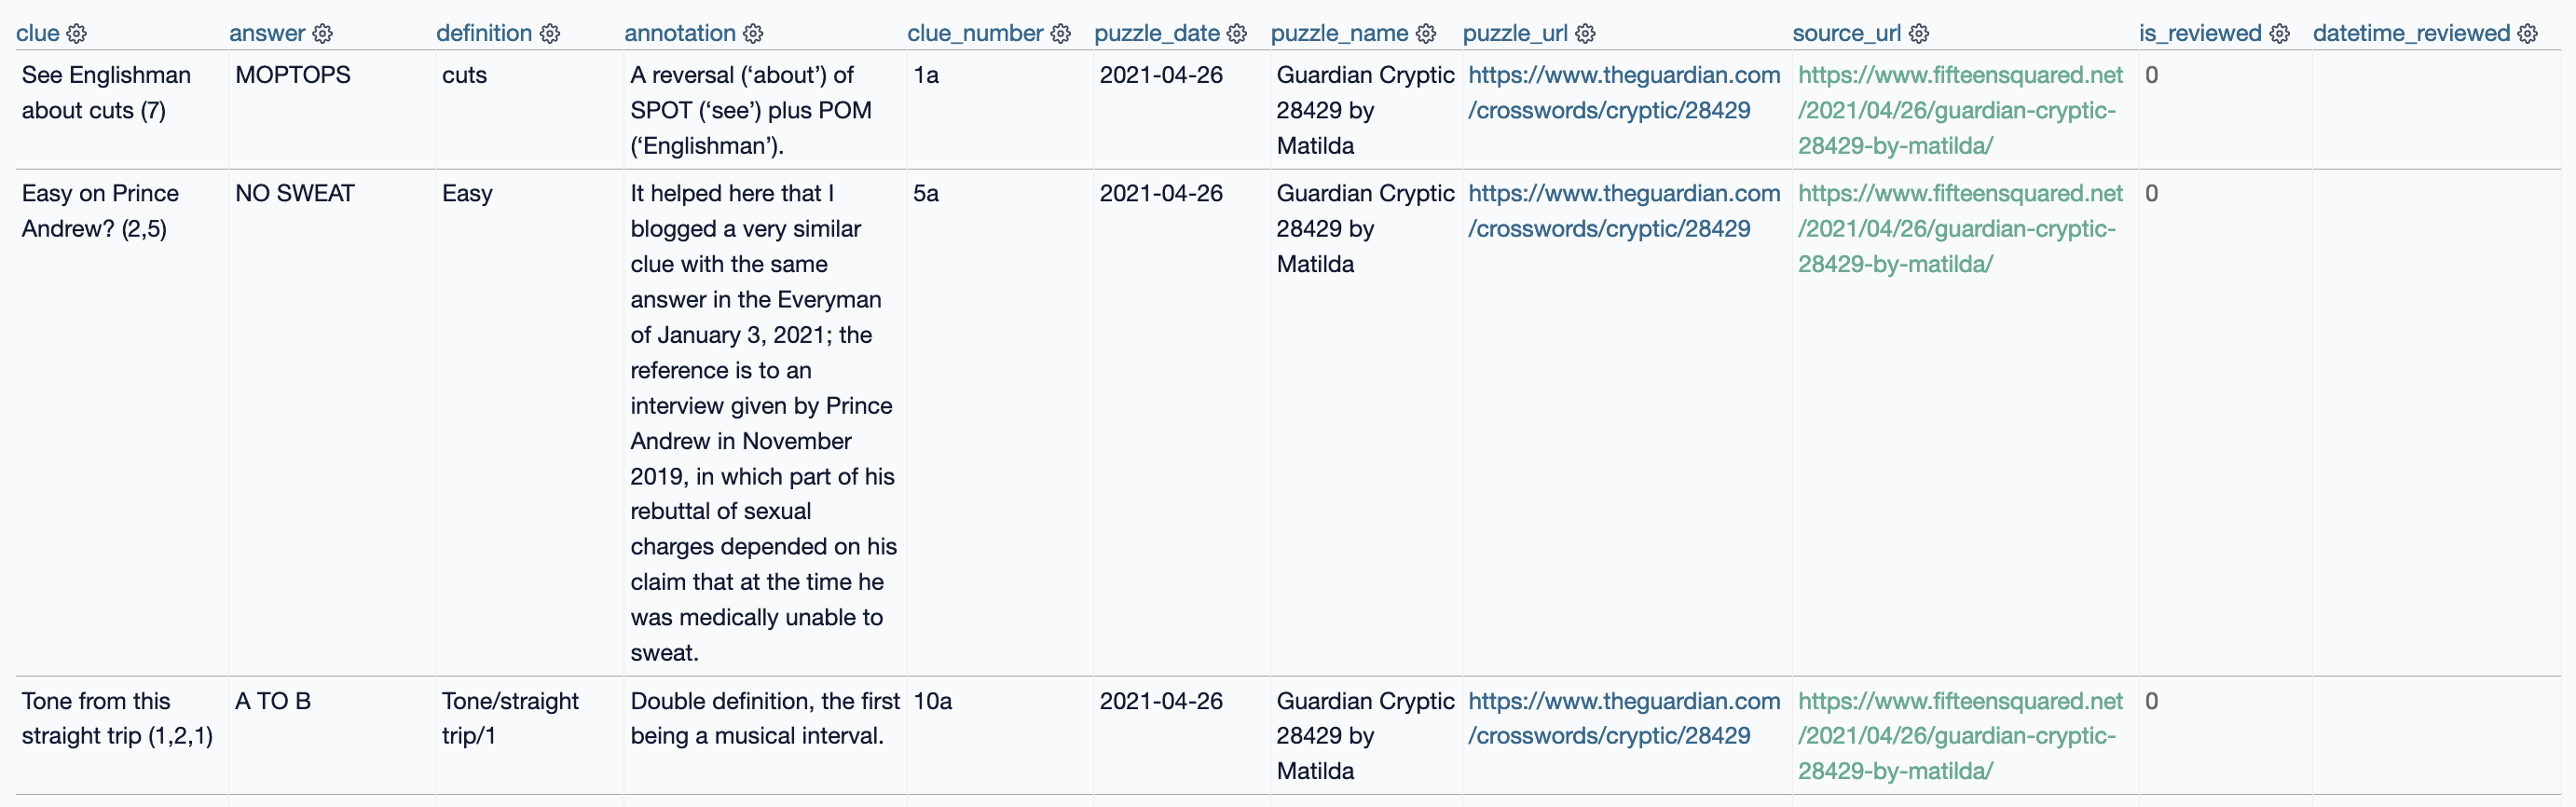 clue answer definition annotation clue_number puzzle_date puzzle_name puzzle_url source_url is_reviewed datetime_reviewed
See Englishman
about cuts (7)
MOPTOPS
cuts
A reversal (‘about’) of
SPOT (‘see’) plus POM
(‘Englishman’).
1a
2021-04-26
Guardian Cryptic
28429 by
Matilda
https://www.theguardian.com
/crosswords/cryptic/28429
https://www.fifteensquared.net
/2021/04/26/guardian-cryptic-
28429-by-matilda/
0
Easy on Prince
Andrew? (2,5)
NO SWEAT
Easy
It helped here that I
blogged a very similar
clue with the same
answer in the Everyman
of January 3, 2021; the
reference is to an
interview given by Prince
Andrew in November
2019, in which part of his
rebuttal of sexual
charges depended on his
claim that at the time he
was medically unable to
sweat.
5a
2021-04-26
Guardian Cryptic
28429 by
Matilda
https://www.theguardian.com
/crosswords/cryptic/28429
https://www.fifteensquared.net
/2021/04/26/guardian-cryptic-
28429-by-matilda/
0
Tone from this
straight trip (1,2,1)
A TO B
Tone/straight
trip/1
Double definition, the first
being a musical interval.
10a
2021-04-26
Guardian Cryptic
28429 by
Matilda
https://www.theguardian.com
/crosswords/cryptic/28429
https://www.fifteensquared.net
/2021/04/26/guardian-cryptic-
28429-by-matilda/
0